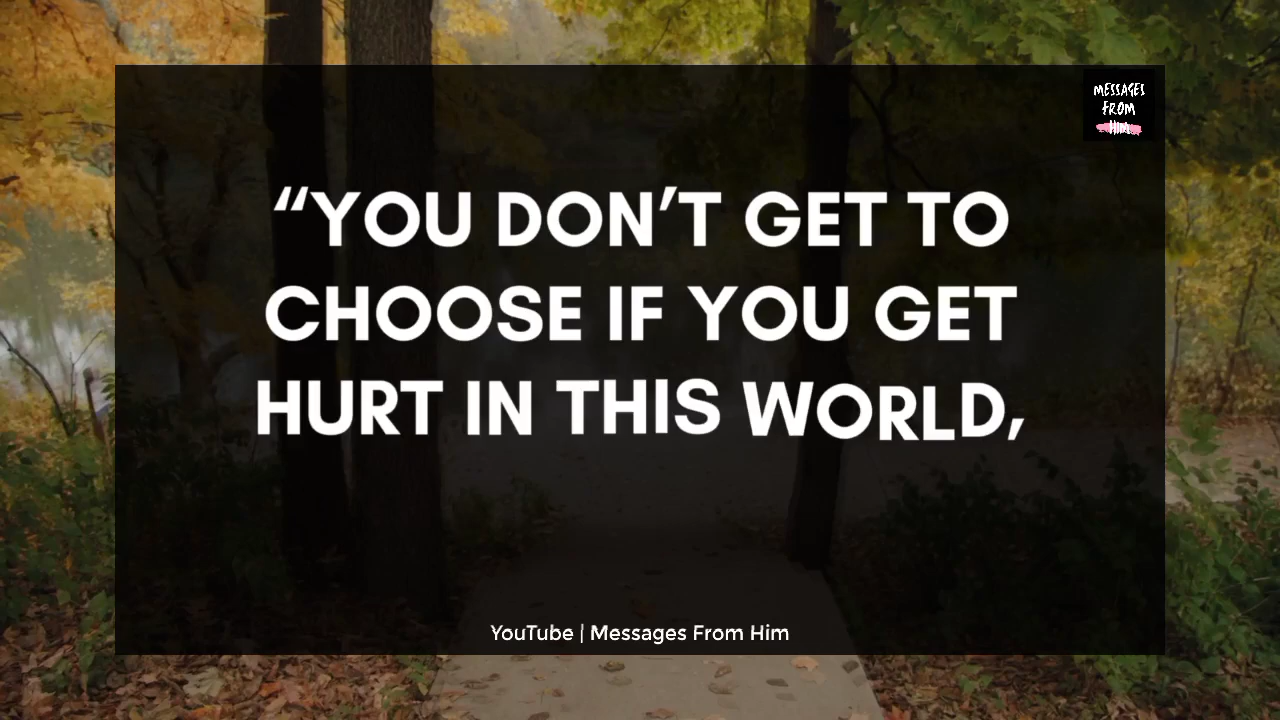 MESSAGES
FROM
HIM
“YOU DON’T GET TO
CHOOSE IF YOU GET
HURT IN THIS WORLD,
YouTube | Messages From Him